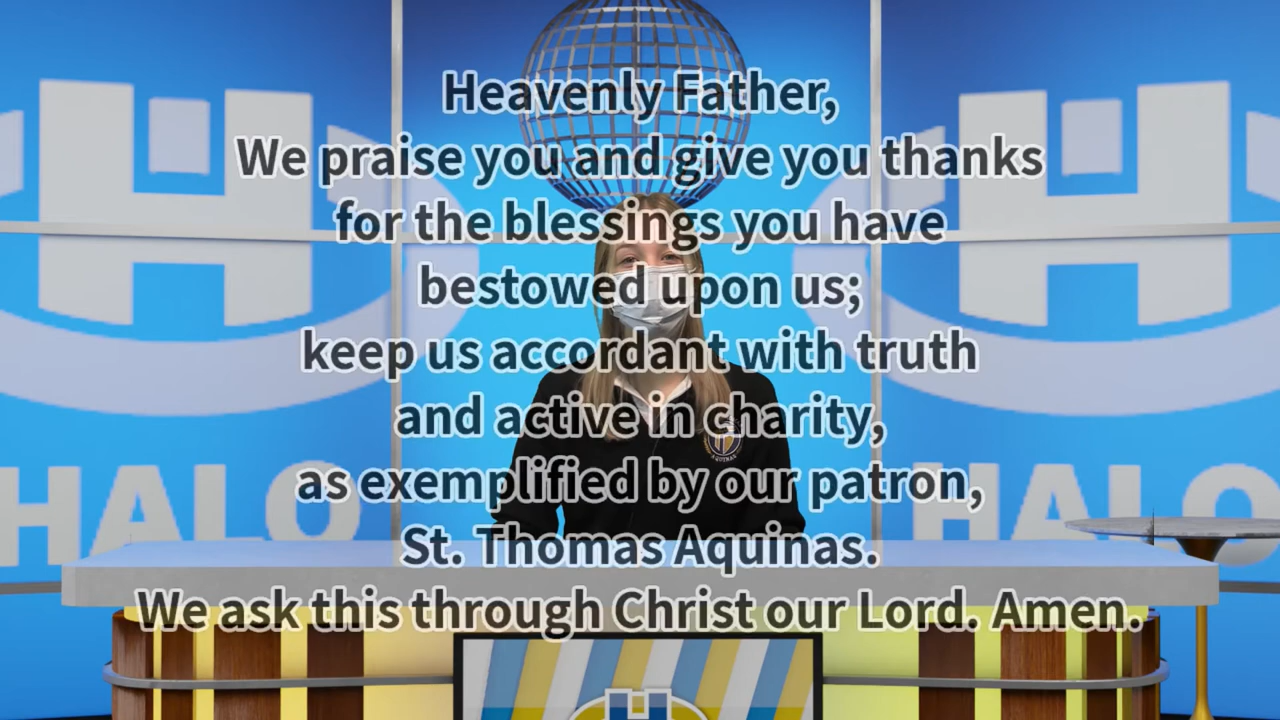 Heavenly Father,
We praise you and give you thanks
for the blessings you have
bestowed upon us;
keep us accordant with truth
and active in charity,
as exemplified by our patron,
St. Thomas Aquinas.
We ask this through Christ our Lord. Amen.
H
H
HALO
HALO
AQUINAS
H